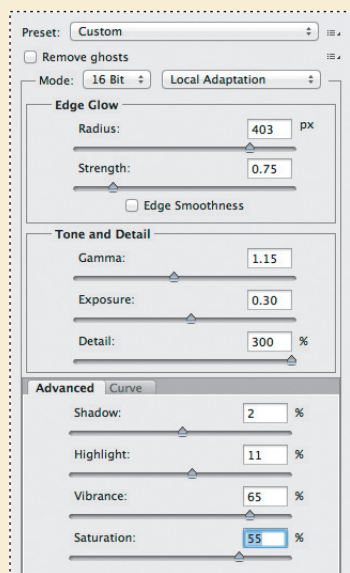 Preset: Custom
Remove ghosts
Mode: 16 Bit Local Adaptation
Edge Glow
Radius: 403 px
Strength: 0.75
Edge Smoothness
Tone and Detail
Gamma: 1.15
Exposure: 0.30
Detail: 300 %
Advanced Curve
Shadow: 2 %
Highlight: 11 %
Vibrance: 65 %
Saturation: 55 %